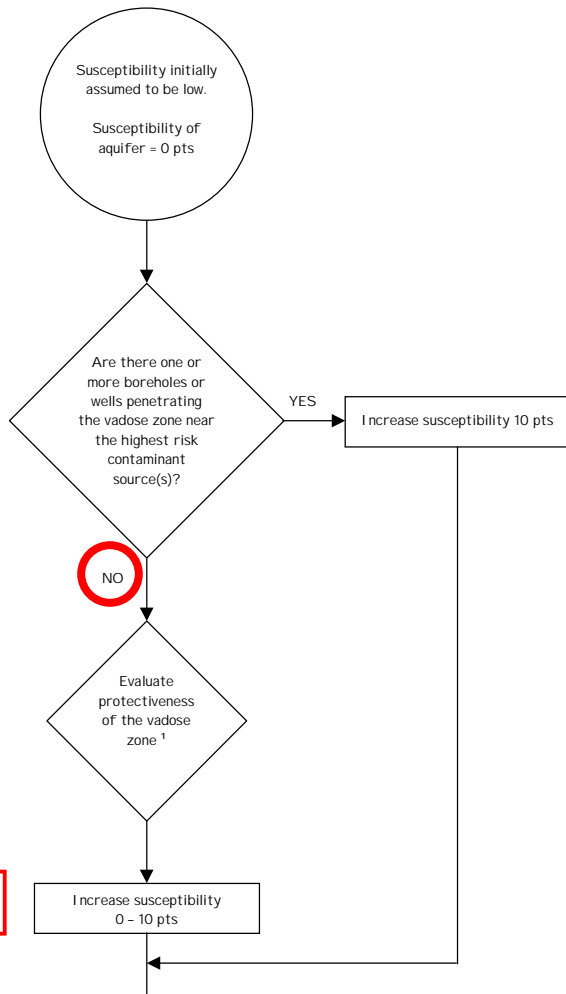 Susceptibility initially
assumed to be low.
Susceptibility of
aquifer = 0 pts
Are there one or
more boreholes or
wells penetrating
the vadose zone near
the highest risk
contaminant
source(s)?
YES
Increase susceptibility 10 pts
NO
Evaluate
protectiveness
of the vadose
zone ¹
Increase susceptibility
0 – 10 pts